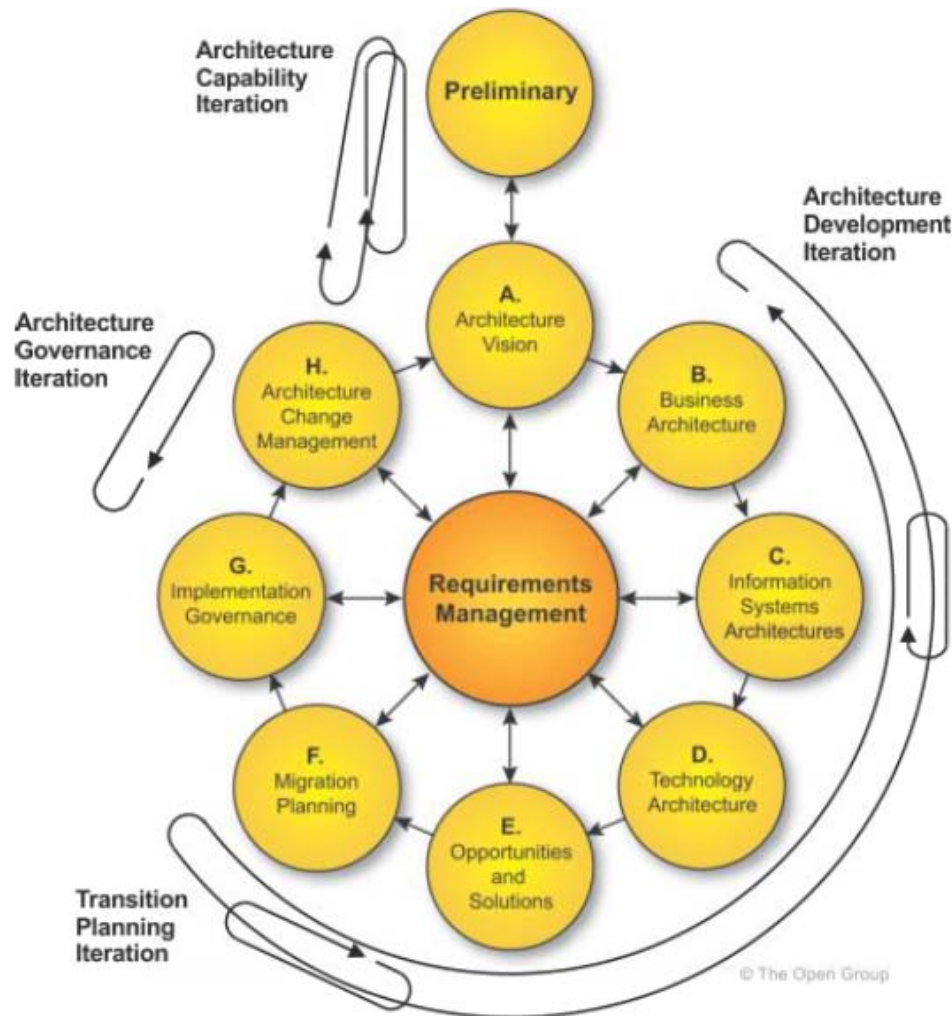 Architecture
Capability
Iteration
Preliminary
Architecture
Development
Iteration
A.
Architecture
Vision
Architecture
Governance
Iteration
H.
Architecture
Change
Management
B.
Business
Architecture
G.
Implementation
Governance
Requirements
Management
C.
Information
Systems
Architectures
F.
Migration
Planning
D.
Technology
Architecture
E.
Opportunities
and
Solutions
Transition
Planning
Iteration
© The Open Group